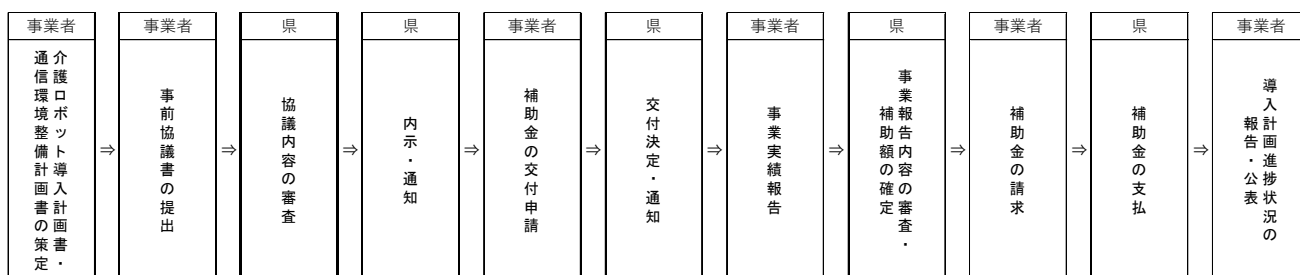 事業者
介護ロボット導入計画書・
通信環境整備計画書の策定
⇒
事業者
事前協議書の提出
⇒
県
協議内容の審査
⇒
県
内示・通知
⇒
事業者
補助金の交付申請
⇒
県
交付決定・通知
⇒
事業者
事業実績報告
⇒
県
事業報告内容の審査・
補助額の確定
⇒
事業者
補助金の請求
⇒
県
補助金の支払
⇒
事業者
導入計画進捗状況の
報告・公表